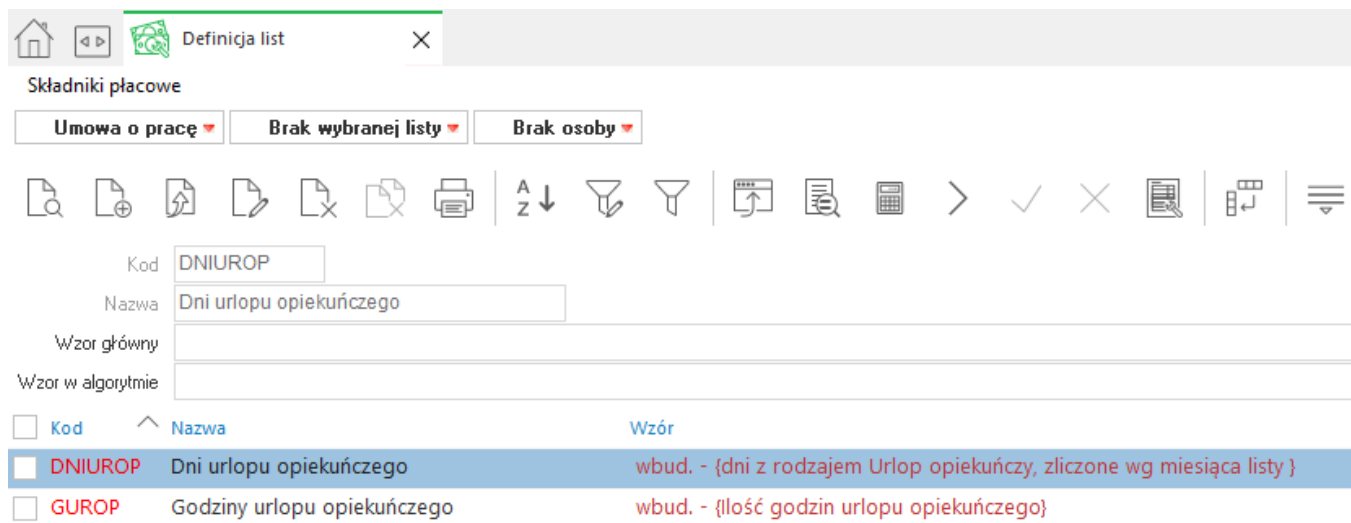 Definicja list
Składniki płacowe
Umowa o pracę Brak wybranej listy Brak osoby
A
Z
Kod DNIUROP
Nazwa Dni urlopu opiekuńczego
Wzor główny
Wzor w algorytmie
Kod Nazwa Wzór
DNIUROP Dni urlopu opiekuńczego wbud. - {dni z rodzajem Urlop opiekuńczy, zliczone wg miesiąca listy }
GUROP Godziny urlopu opiekuńczego wbud. - {Ilość godzin urlopu opiekuńczego}